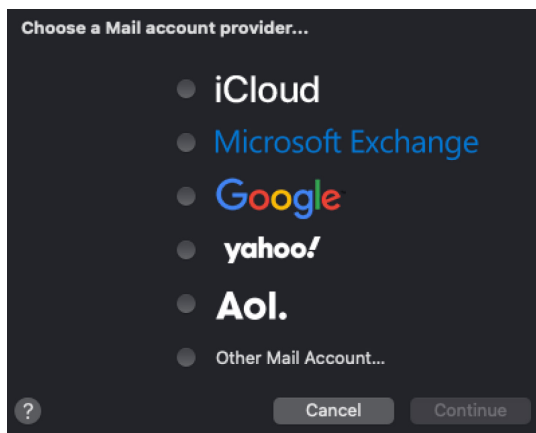 Choose a Mail account provider...
iCloud
Microsoft Exchange
Google
yahoo!
Aol.
Other Mail Account...
?
Cancel
Continue